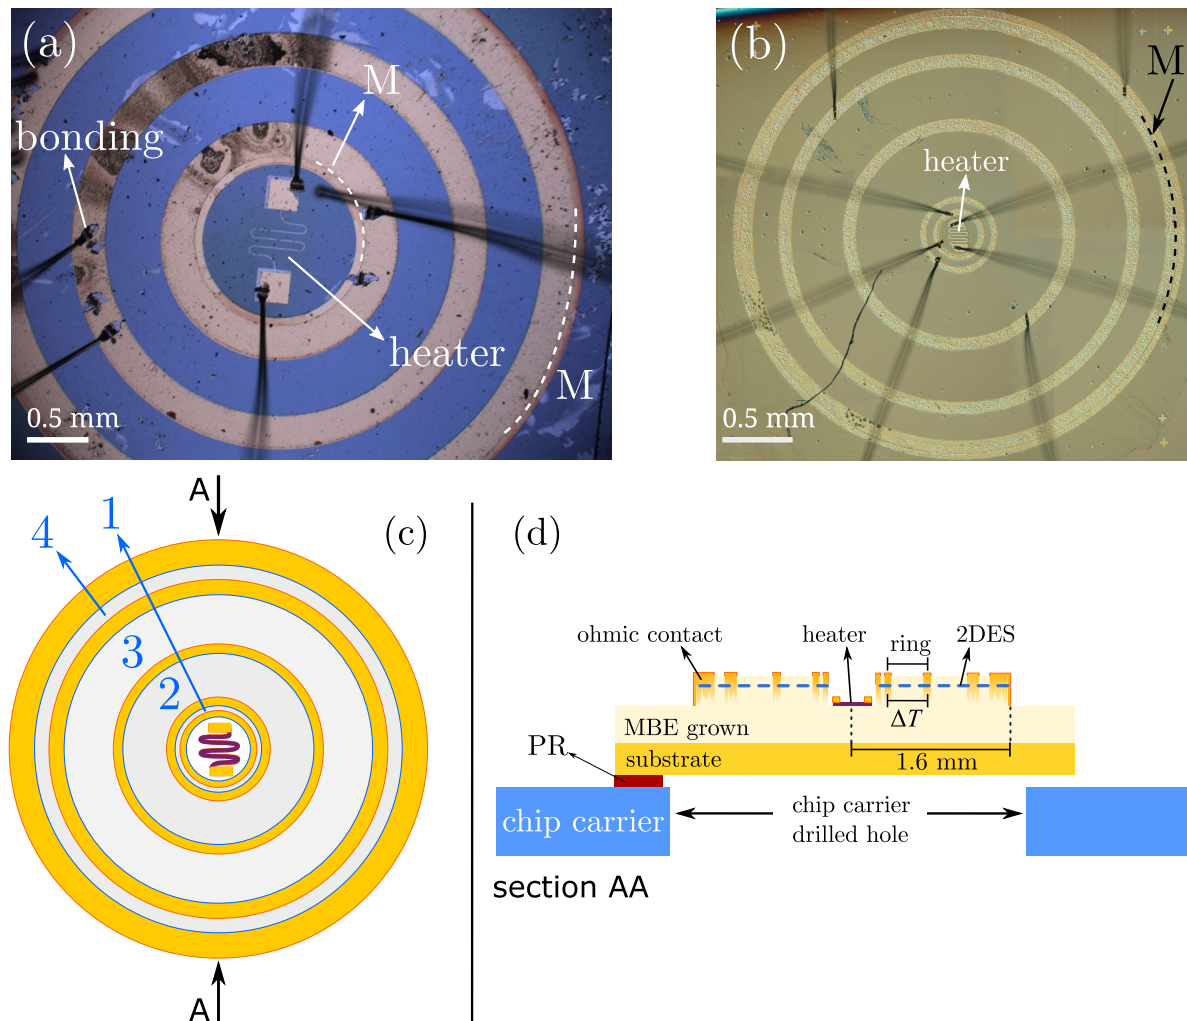 (a)
M
bonding
heater
M
0.5 mm
(b)
M
heater
0.5 mm
A
1
4
(c)
3
2
A
(d)
ohmic contact
heater
ring
2DES
ΔT
MBE grown
PR
substrate
1.6 mm
chip carrier
chip carrier
drilled hole
section AA